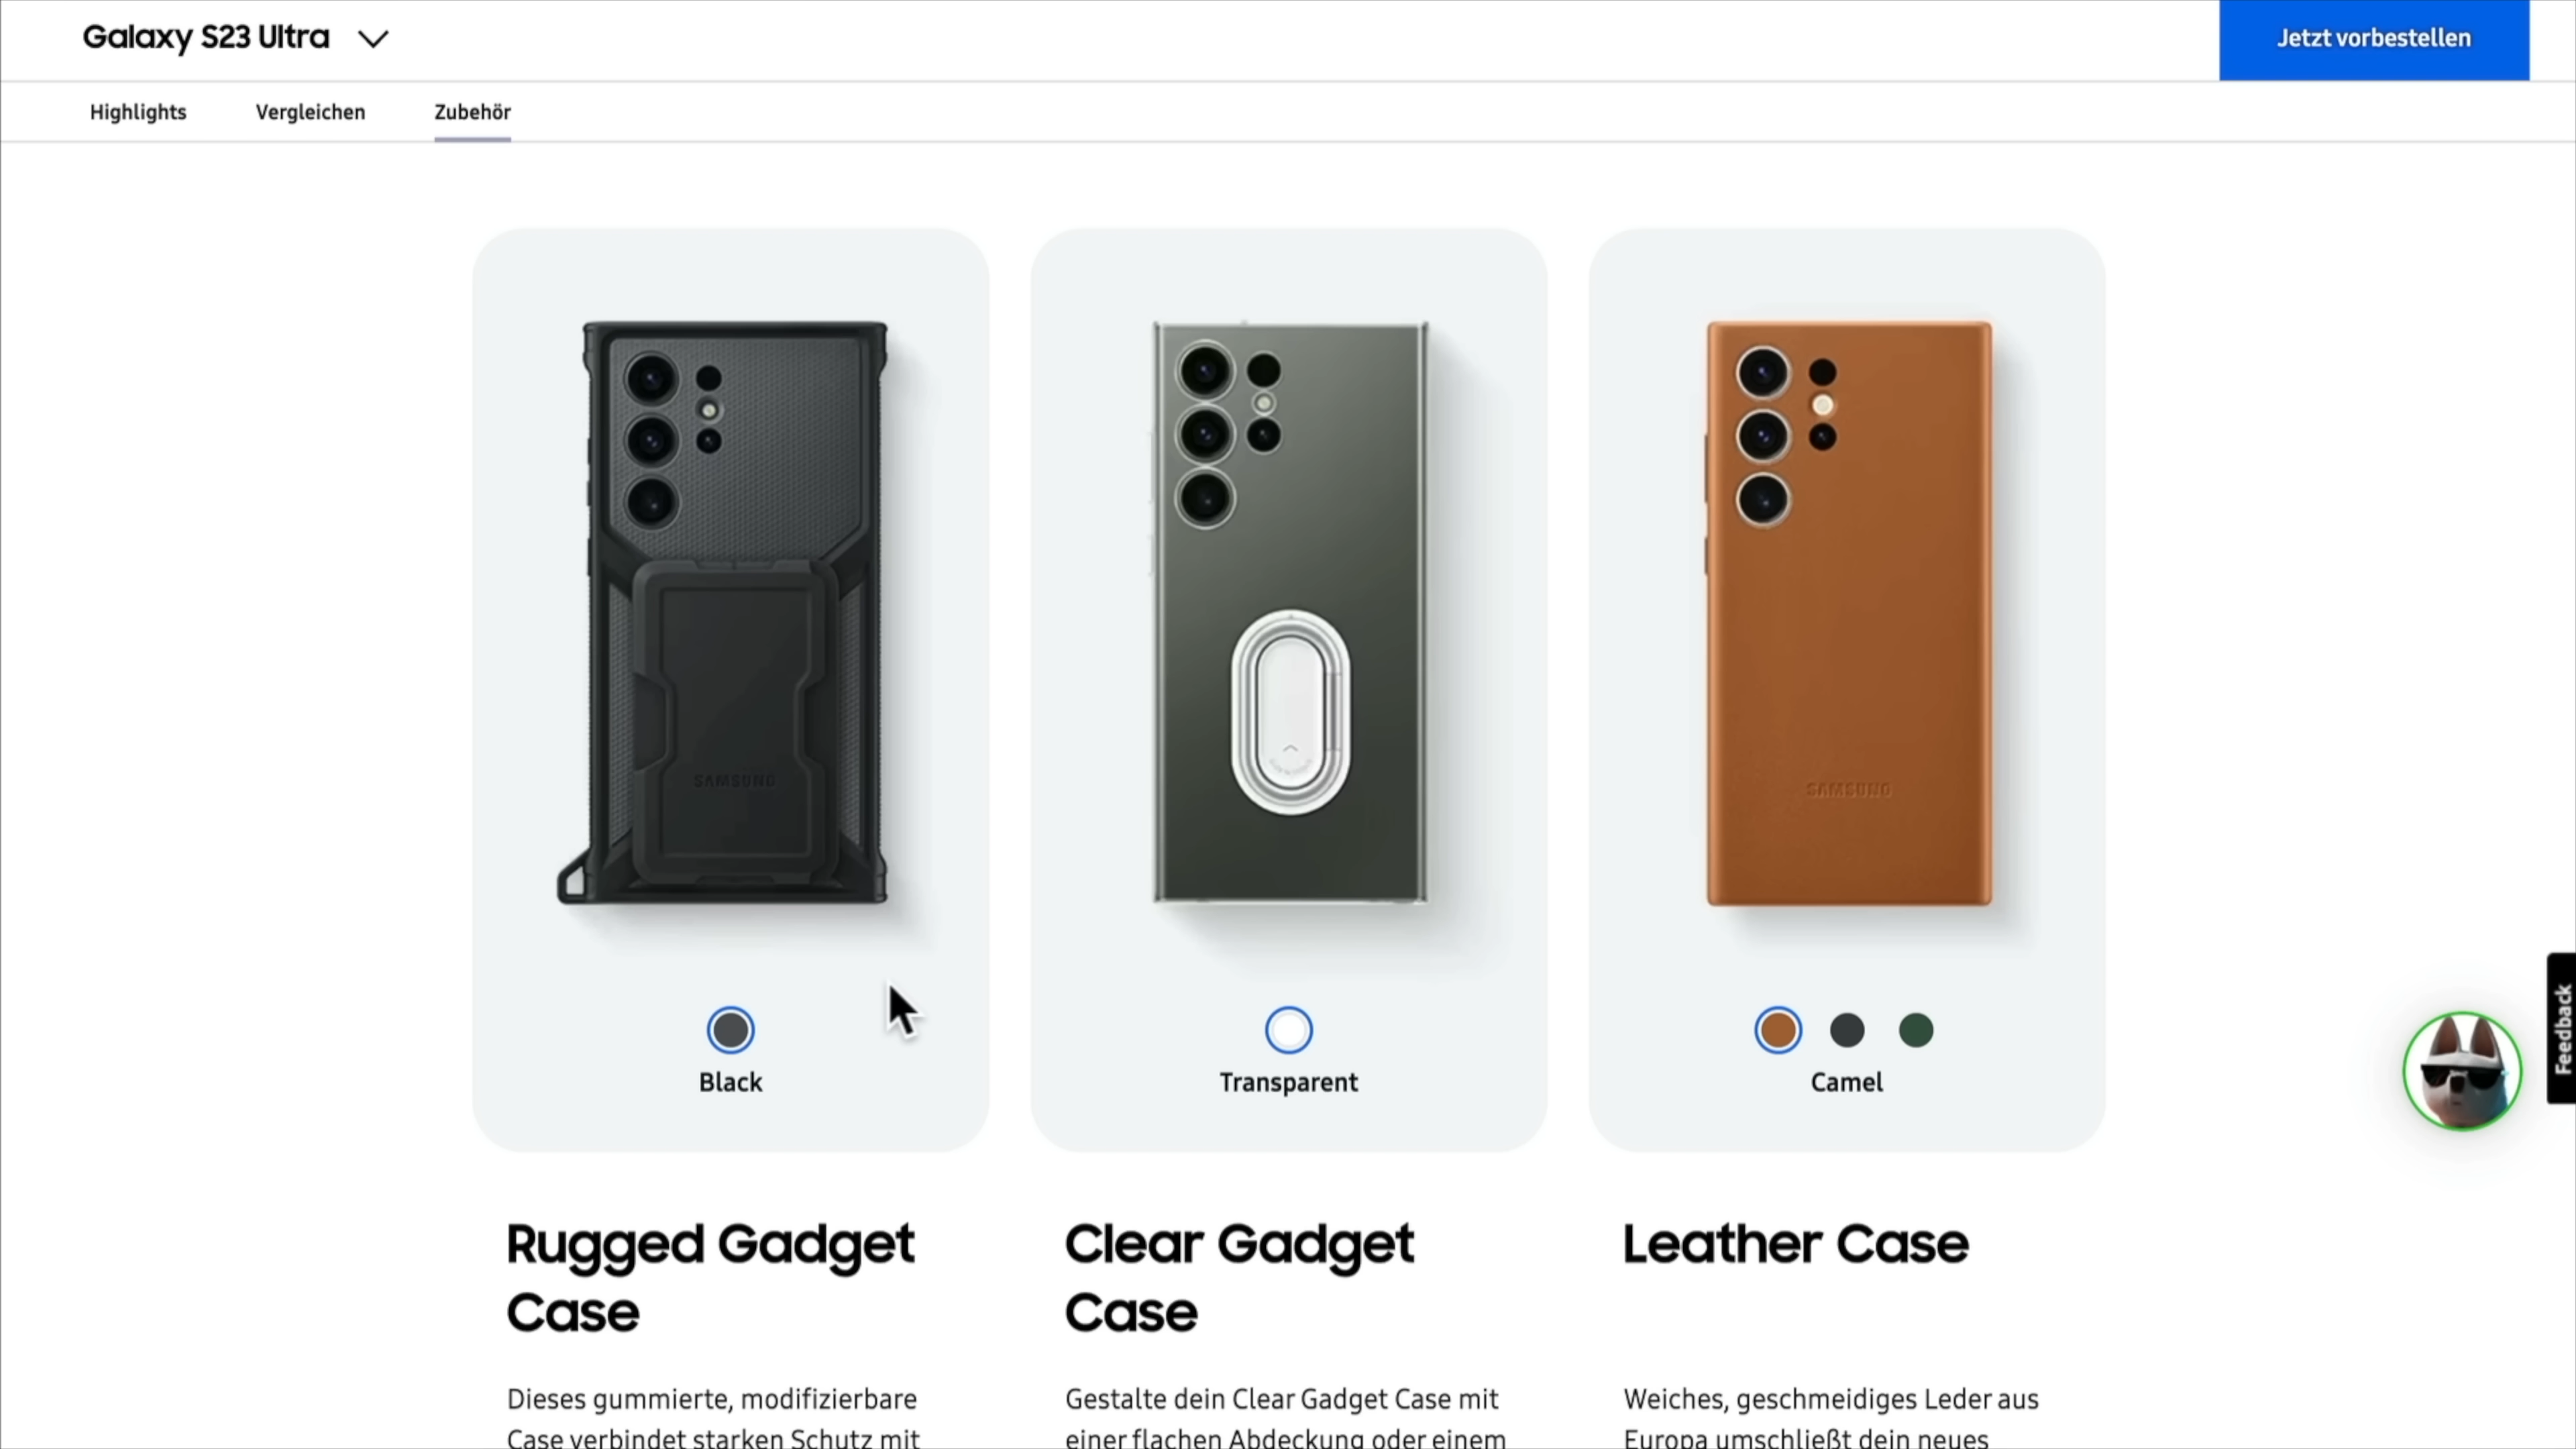 Galaxy S23 Ultra
Jetzt vorbestellen
Highlights
Vergleichen
Zubehör
SAMSUNG
SAMSUNG
Black
Transparent
Camel
Feedback
Rugged Gadget
Case
Clear Gadget
Case
Leather Case
Dieses gummierte, modifizierbare
Case verbindet starken Schutz mit
Gestalte dein Clear Gadget Case mit
einer flachen Abdeckung oder einem
Weiches, geschmeidiges Leder aus
Europa umschließt dein neues